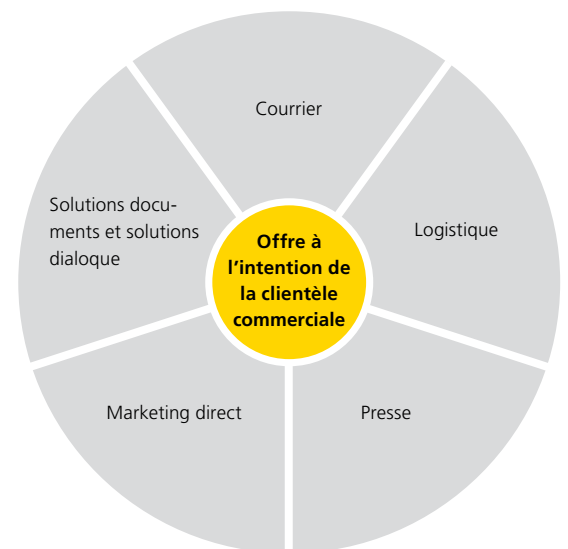 Courrier
Solutions docu-
ments et solutions
dialoque
Offre à
l’intention de
la clientèle
commerciale
Logistique
Marketing direct
Presse